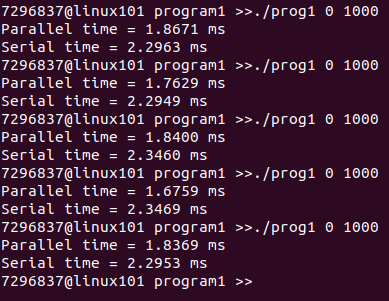 7296837@linux101 program1 >>./prog1 0 1000
Parallel time = 1.8671 ms
Serial time = 2.2963 ms
7296837@linux101 program1 >>./prog1 0 1000
Parallel time = 1.7629 ms
Serial time = 2.2949 ms
7296837@linux101 program1 >>./prog1 0 1000
Parallel time = 1.8400 ms
Serial time = 2.3460 ms
7296837@linux101 program1 >>./prog1 0 1000
Parallel time = 1.6759 ms
Serial time = 2.3469 ms
7296837@linux101 program1 >>./prog1 0 1000
Parallel time = 1.8369 ms
Serial time = 2.2953 ms
7296837@linux101 program1 >>